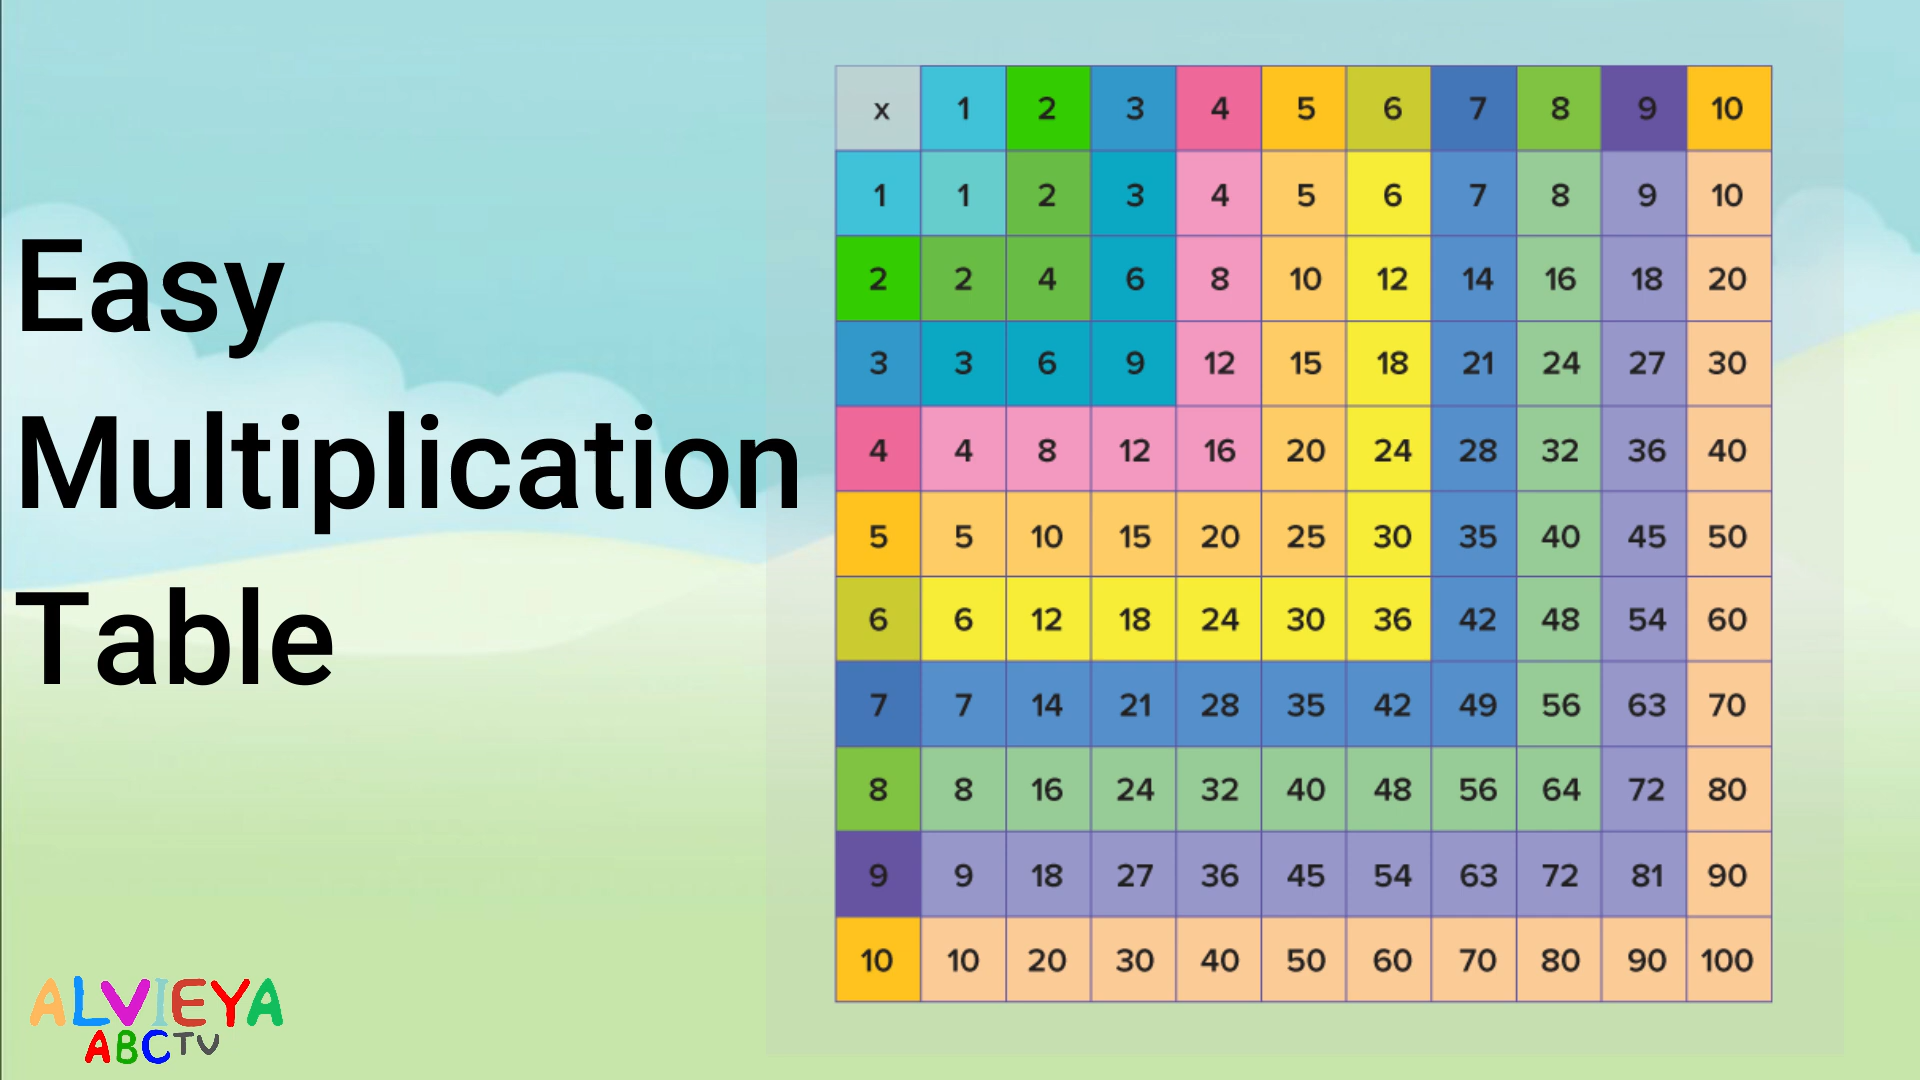 Easy
Multiplication
Table
x 1 2 3 4 5 6 7 8 9 10
1 1 2 3 4 5 6 7 8 9 10
2 2 4 6 8 10 12 14 16 18 20
3 3 6 9 12 15 18 21 24 27 30
4 4 8 12 16 20 24 28 32 36 40
5 5 10 15 20 25 30 35 40 45 50
6 6 12 18 24 30 36 42 48 54 60
7 7 14 21 28 35 42 49 56 63 70
8 8 16 24 32 40 48 56 64 72 80
9 9 18 27 36 45 54 63 72 81 90
10 10 20 30 40 50 60 70 80 90 100
ALVIEYA
ABCTV